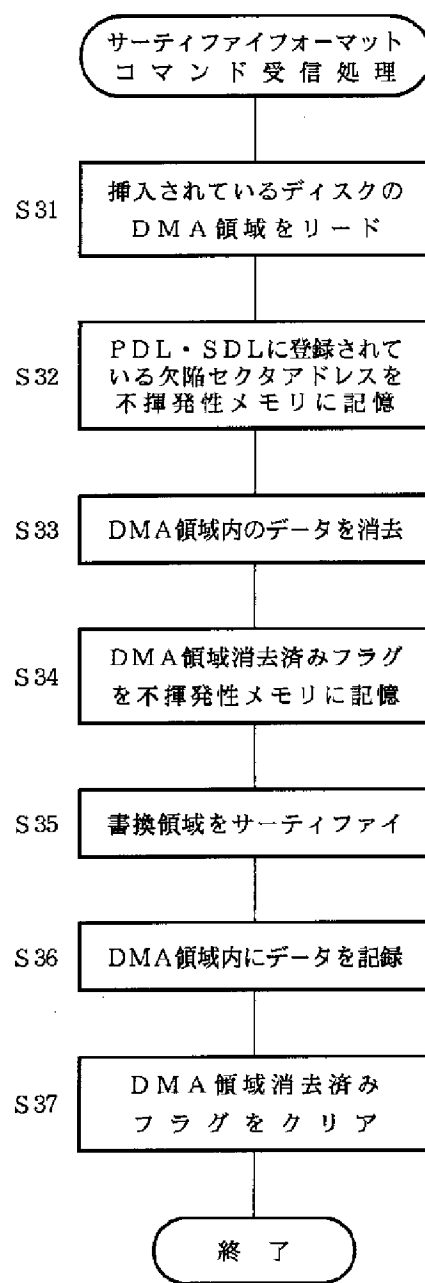 サーティファイフォーマット
コマンド受信処理
S31
挿入されているディスクの
DMA領域をリード
S32
PDL・SDLに登録されて
いる欠陥セクタアドレスを
不揮発性メモリに記憶
S33
DMA領域内のデータを消去
S34
DMA領域消去済みフラグ
を不揮発性メモリに記憶
S35
書換領域をサーティファイ
S36
DMA領域内にデータを記録
S37
DMA領域消去済み
フラグをクリア
終了